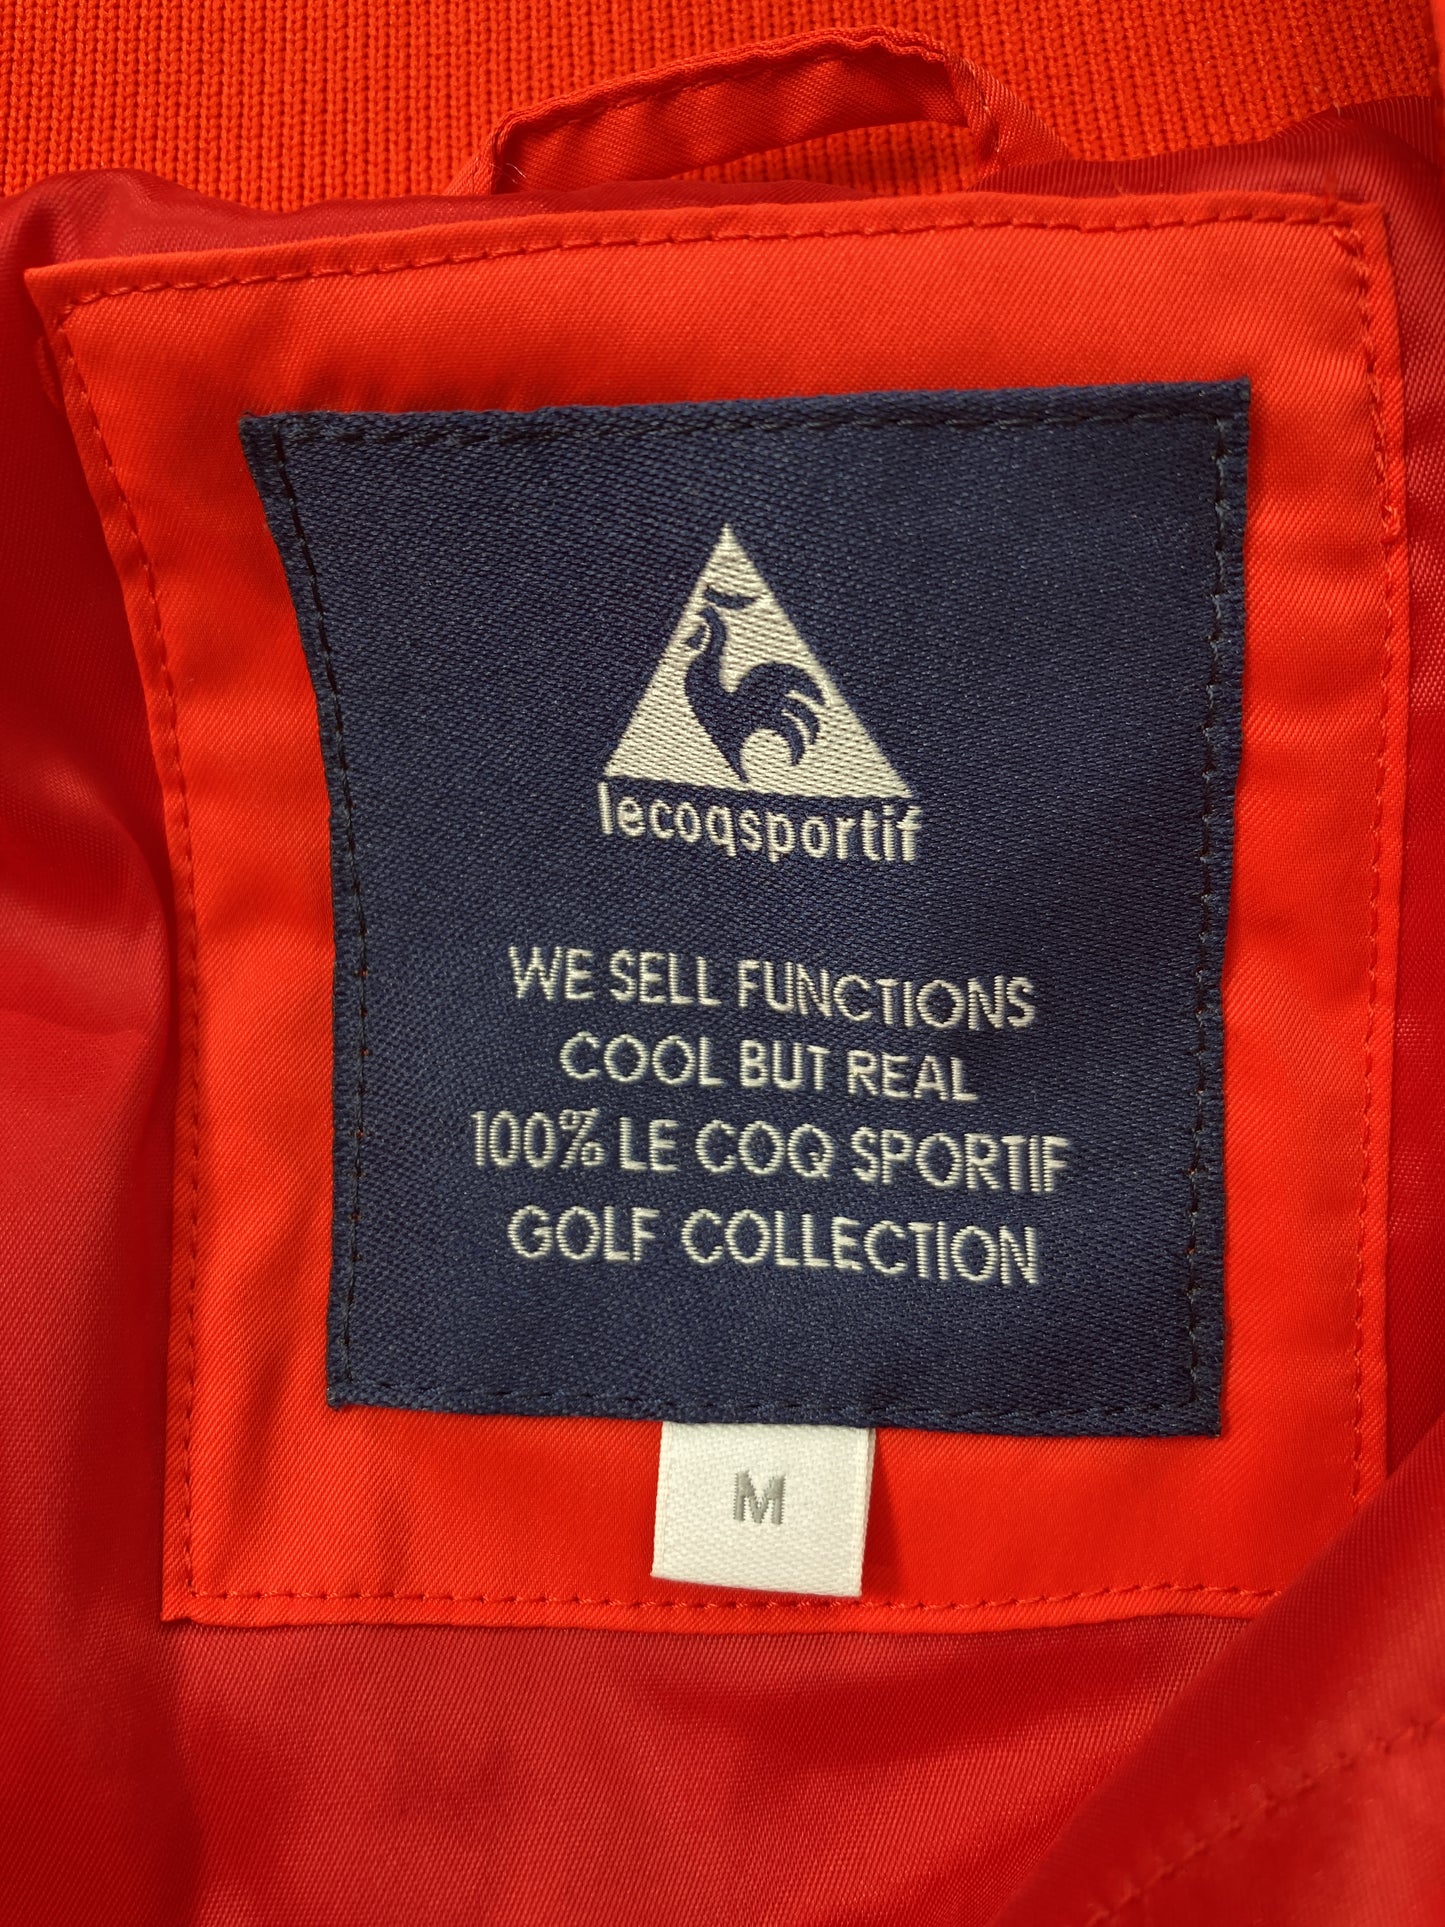 lecoqsportif
WE SELL FUNCTIONS
COOL BUT REAL
100% LE COQ SPORTIF
GOLF COLLECTION
M